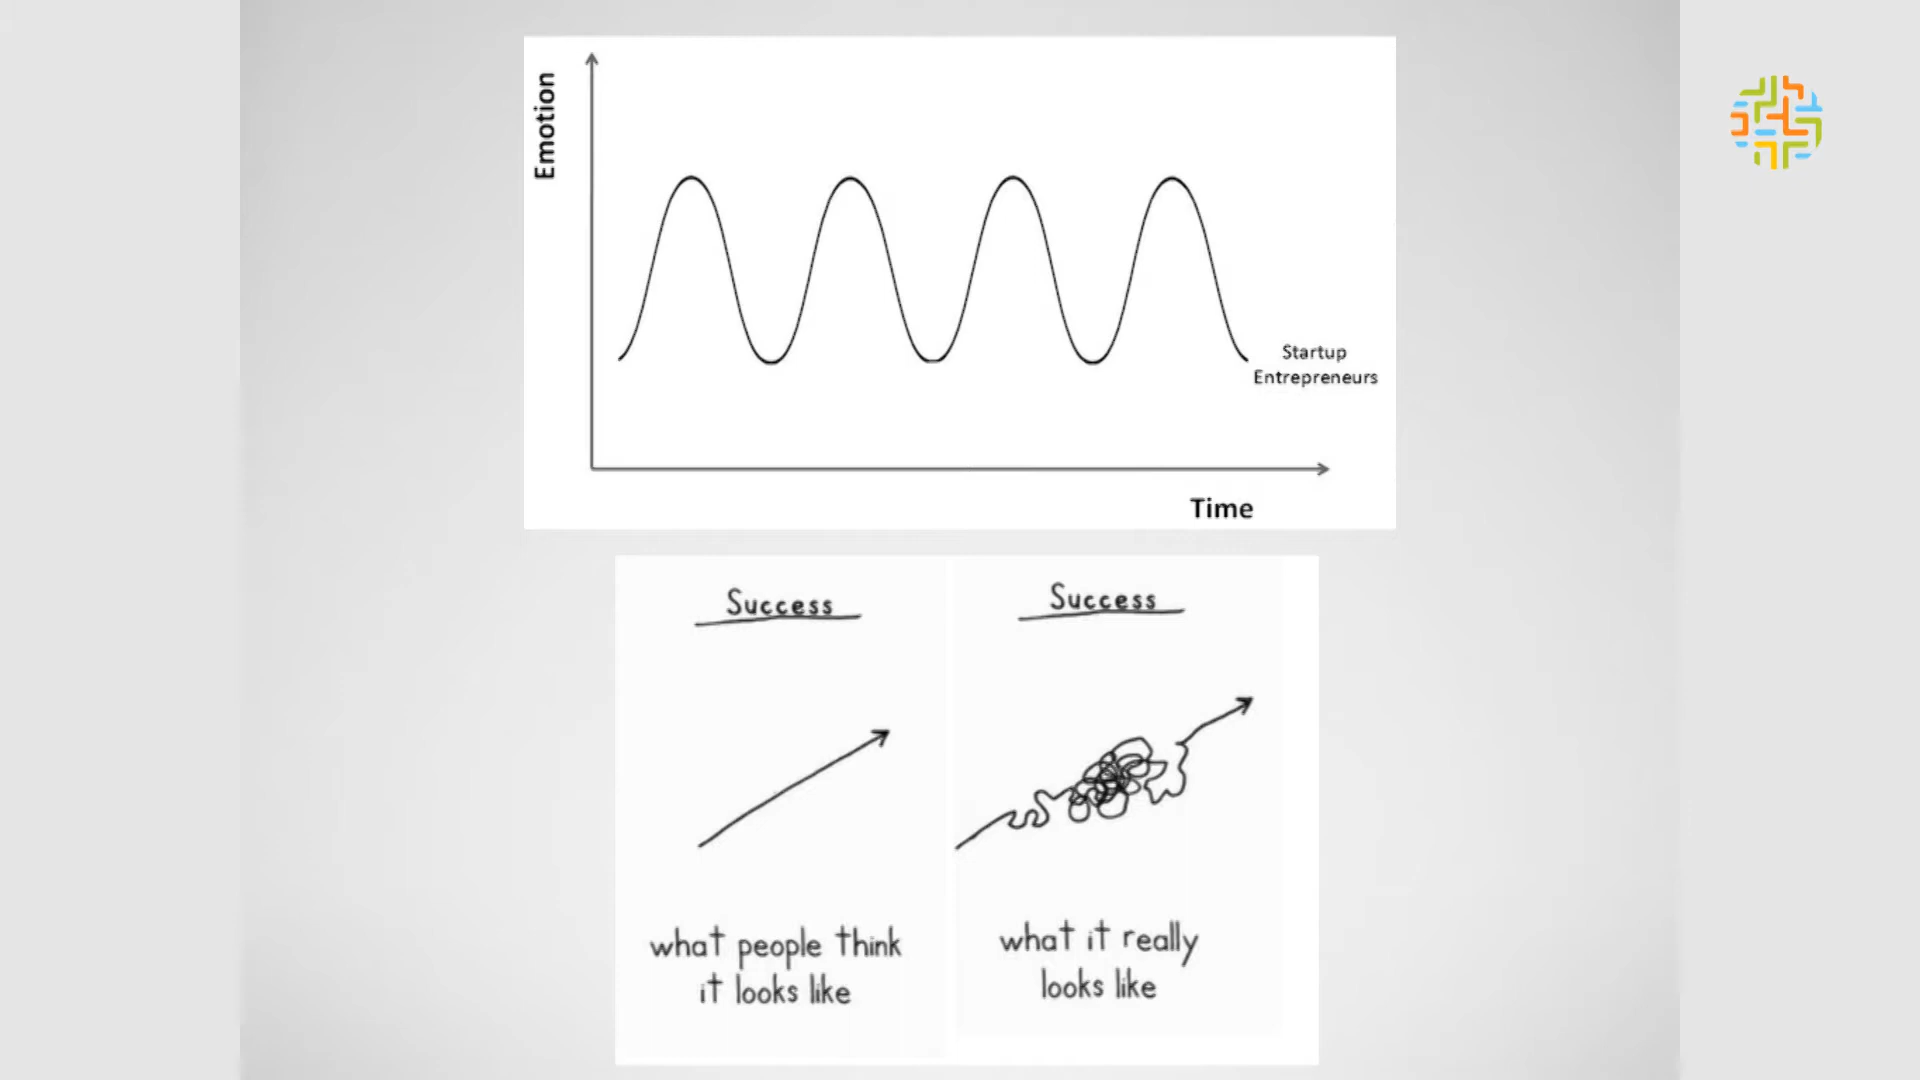 Emotion
Startup
Entrepreneurs
Time
Success
what people think
it looks like
Success
what it really
looks like